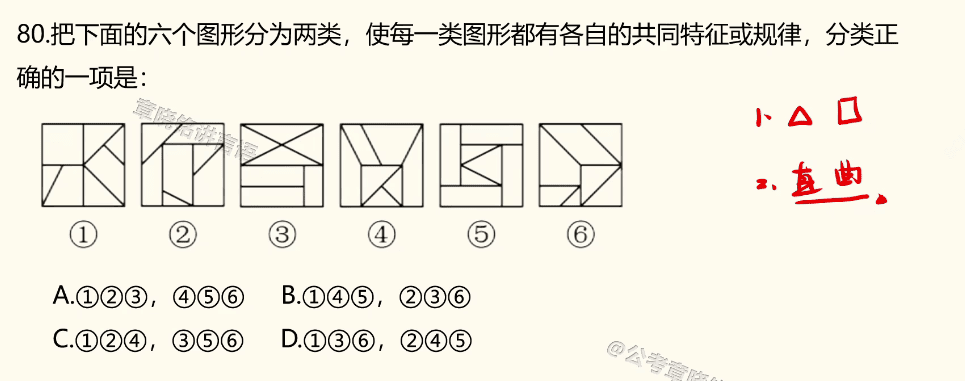 80.把下面的六个图形分为两类，使每一类图形都有各自的共同特征或规律，分类正
确的一项是：
1. △ □
2. 直 曲
① ② ③ ④ ⑤ ⑥
A.①②③，④⑤⑥ B.①④⑤，②③⑥
C.①②④，③⑤⑥ D.①③⑥，②④⑤
@公考章晓铭